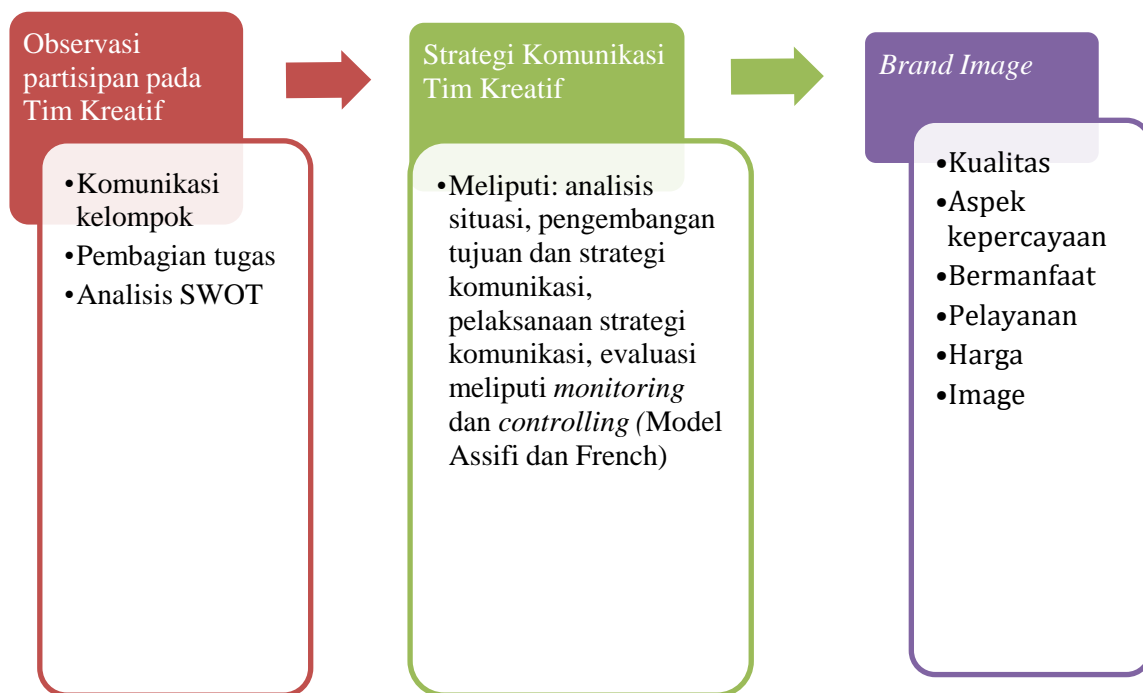 Observasi
partisipan pada
Tim Kreatif
•Komunikasi
kelompok
•Pembagian tugas
•Analisis SWOT
Strategi Komunikasi
Tim Kreatif
•Meliputi: analisis
situasi, pengembangan
tujuan dan strategi
komunikasi,
pelaksanaan strategi
komunikasi, evaluasi
meliputi monitoring
dan controlling (Model
Assifi dan French)
Brand Image
•Kualitas
•Aspek
kepercayaan
•Bermanfaat
•Pelayanan
•Harga
•Image